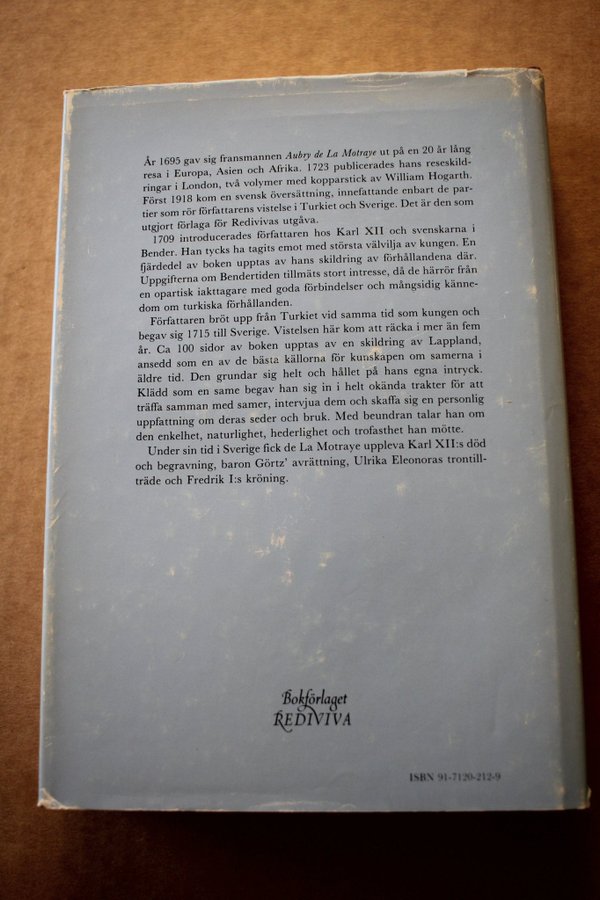 År 1695 gav sig fransmannen Aubry de La Motraye ut på en 20 år lång
resa i Europa, Asien och Afrika. 1723 publicerades hans reseskild-
ringar i London, två volymer med kopparstick av William Hogarth.
Först 1918 kom en svensk översättning, innefattande enbart de par-
tier som rör författarens vistelse i Turkiet och Sverige. Det är den som
utgjort förlaga för Redivivas utgåva.
1709 introducerades författaren hos Karl XII och svenskarna i
Bender. Han tycks ha tagits emot med största välvilja av kungen. En
fjärdedel av boken upptas av hans skildring av förhållandena där.
Uppgifterna om Bendertiden tillmäts stort intresse, då de härrör från
en opartisk iakttagare med goda förbindelser och mångsidig känne-
dom om turkiska förhållanden.
Författaren bröt upp från Turkiet vid samma tid som kungen och
begav sig 1715 till Sverige. Vistelsen här kom att räcka i mer än fem
år. Ca 100 sidor av boken upptas av en skildring av Lappland,
ansedd som en av de bästa källorna för kunskapen om samerna i
äldre tid. Den grundar sig helt och hållet på hans egna intryck.
Klädd som en same begav han sig in i helt okända trakter för att
träffa samman med samer, intervjua dem och skaffa sig en personlig
uppfattning om deras seder och bruk. Med beundran talar han om
den enkelhet, naturlighet, hederlighet och trofasthet han mötte.
Under sin tid i Sverige fick de La Motraye uppleva Karl XII:s död
och begravning, baron Görtz' avrättning, Ulrika Eleonoras trontill-
träde och Fredrik I:s kröning.
Bokförlaget
REDIVIVA
ISBN 91-7120-212-9